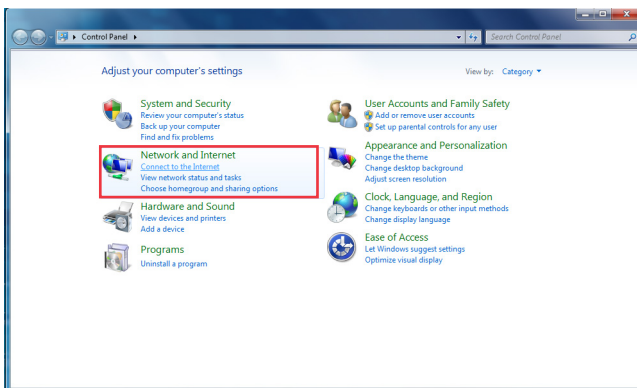 Control Panel
Search Control Panel
Adjust your computer's settings
View by: Category
System and Security
Review your computer's status
Back up your computer
Find and fix problems
Network and Internet
Connect to the Internet
View network status and tasks
Choose homegroup and sharing options
Hardware and Sound
View devices and printers
Add a device
Programs
Uninstall a program
User Accounts and Family Safety
Add or remove user accounts
Set up parental controls for any user
Appearance and Personalization
Change the theme
Change desktop background
Adjust screen resolution
Clock, Language, and Region
Change keyboards or other input methods
Change display language
Ease of Access
Let Windows suggest settings
Optimize visual display